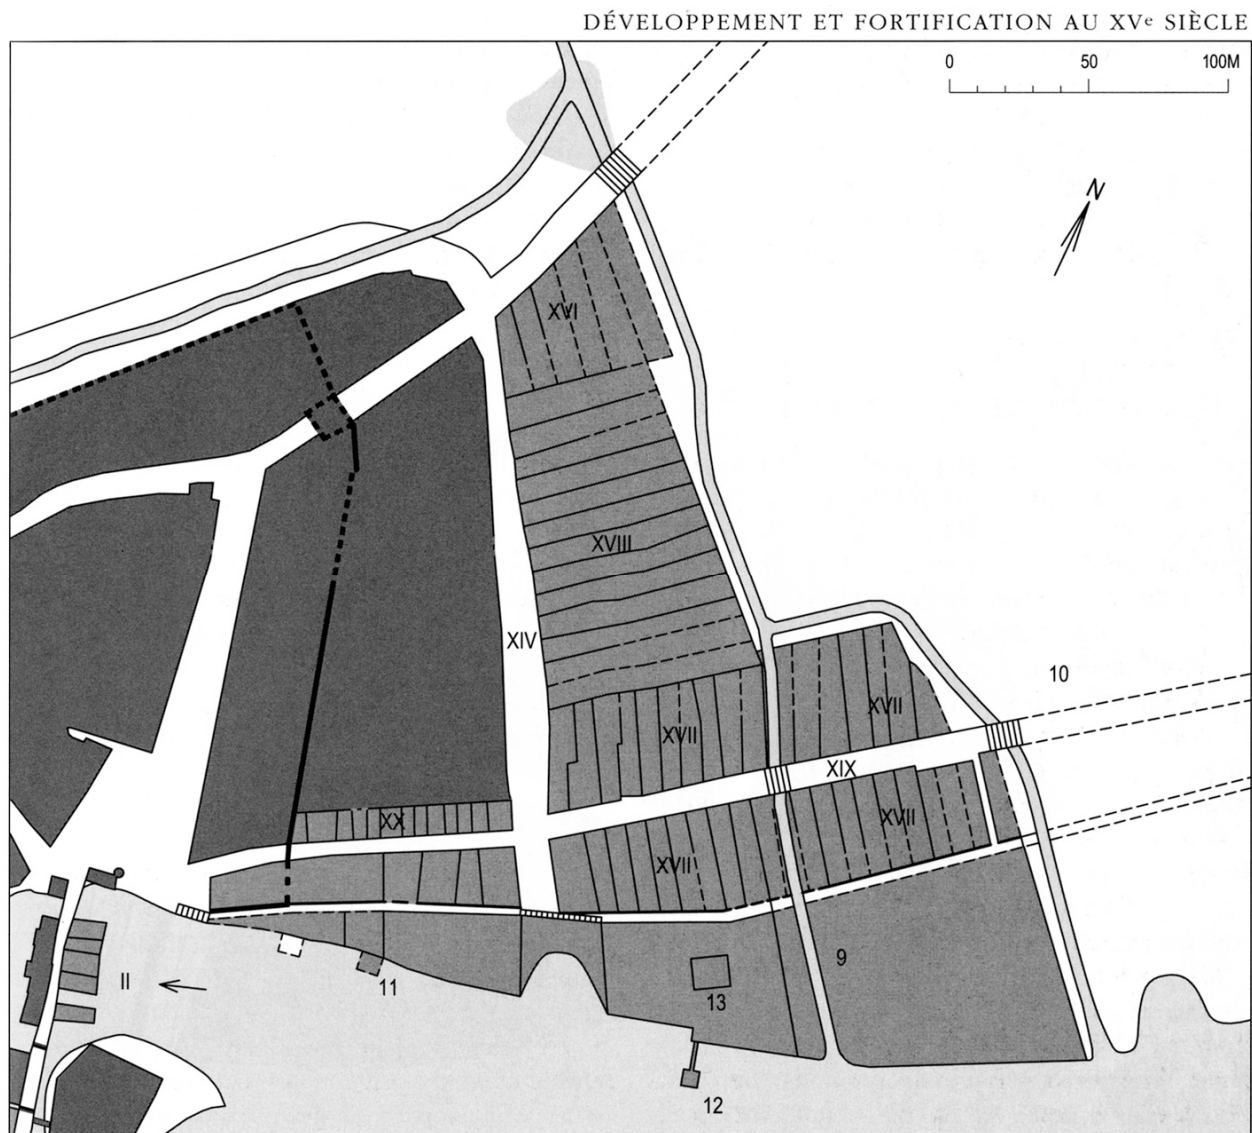 DÉVELOPPEMENT ET FORTIFICATION AU XVe SIÈCLE
0 50 100M
N
XVI
XVIII
XIV
10
XVII
XVII
XIX
XX
XVII
XVII
9
II
11
13
12